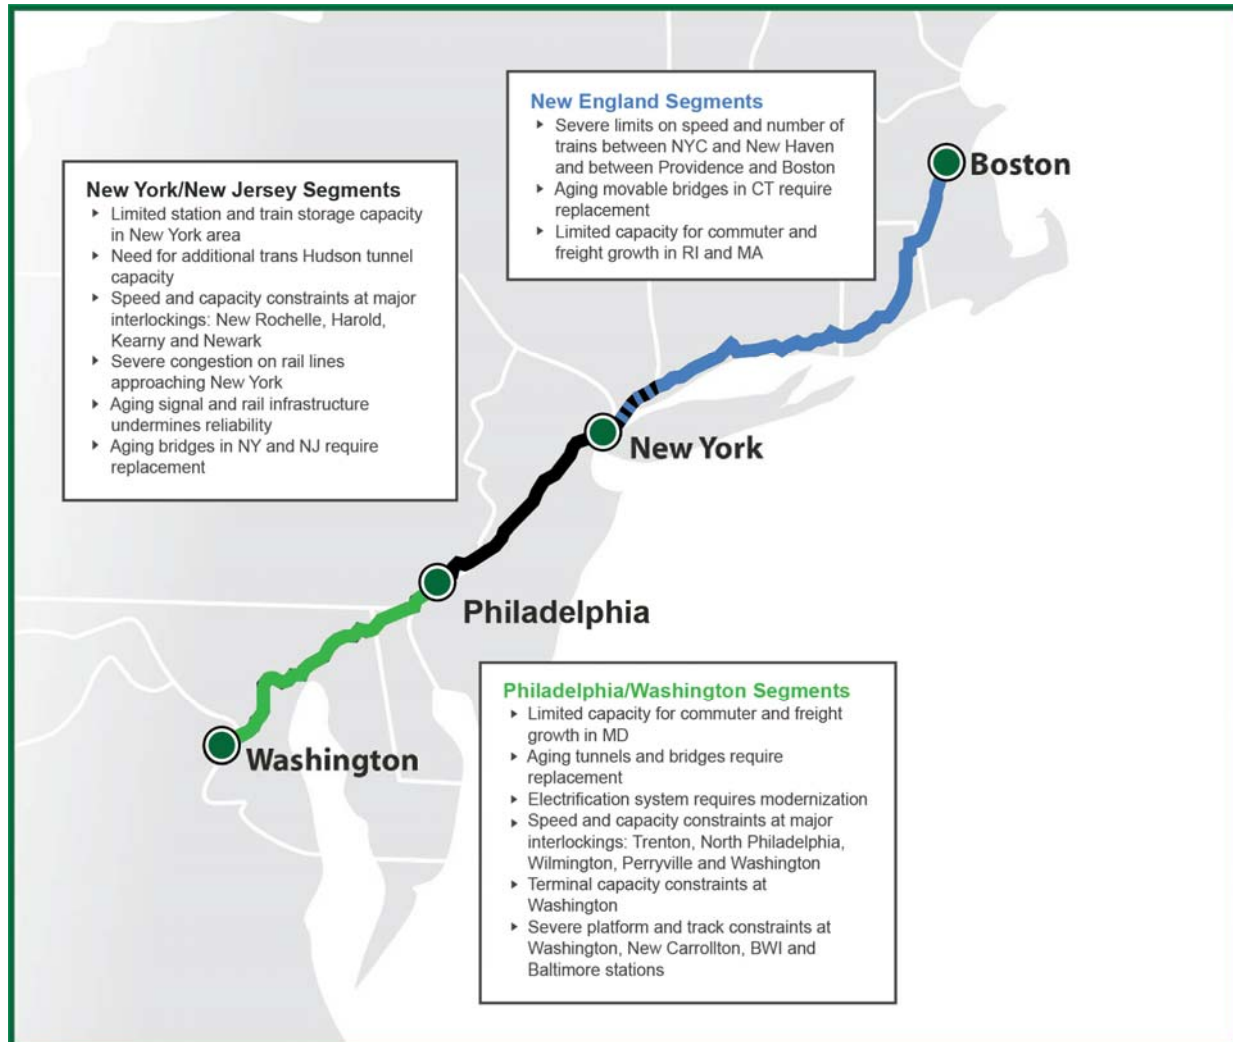 New England Segments
Severe limits on speed and number of
trains between NYC and New Haven
and between Providence and Boston
Aging movable bridges in CT require
replacement
Limited capacity for commuter and
freight growth in RI and MA
Boston
New York/New Jersey Segments
Limited station and train storage capacity
in New York area
Need for additional trans Hudson tunnel
capacity
Speed and capacity constraints at major
interlockings: New Rochelle, Harold,
Kearny and Newark
Severe congestion on rail lines
approaching New York
Aging signal and rail infrastructure
undermines reliability
Aging bridges in NY and NJ require
replacement
New York
Philadelphia
Washington
Philadelphia/Washington Segments
Limited capacity for commuter and freight
growth in MD
Aging tunnels and bridges require
replacement
Electrification system requires modernization
Speed and capacity constraints at major
interlockings: Trenton, North Philadelphia,
Wilmington, Perryville and Washington
Terminal capacity constraints at
Washington
Severe platform and track constraints at
Washington, New Carrollton, BWI and
Baltimore stations